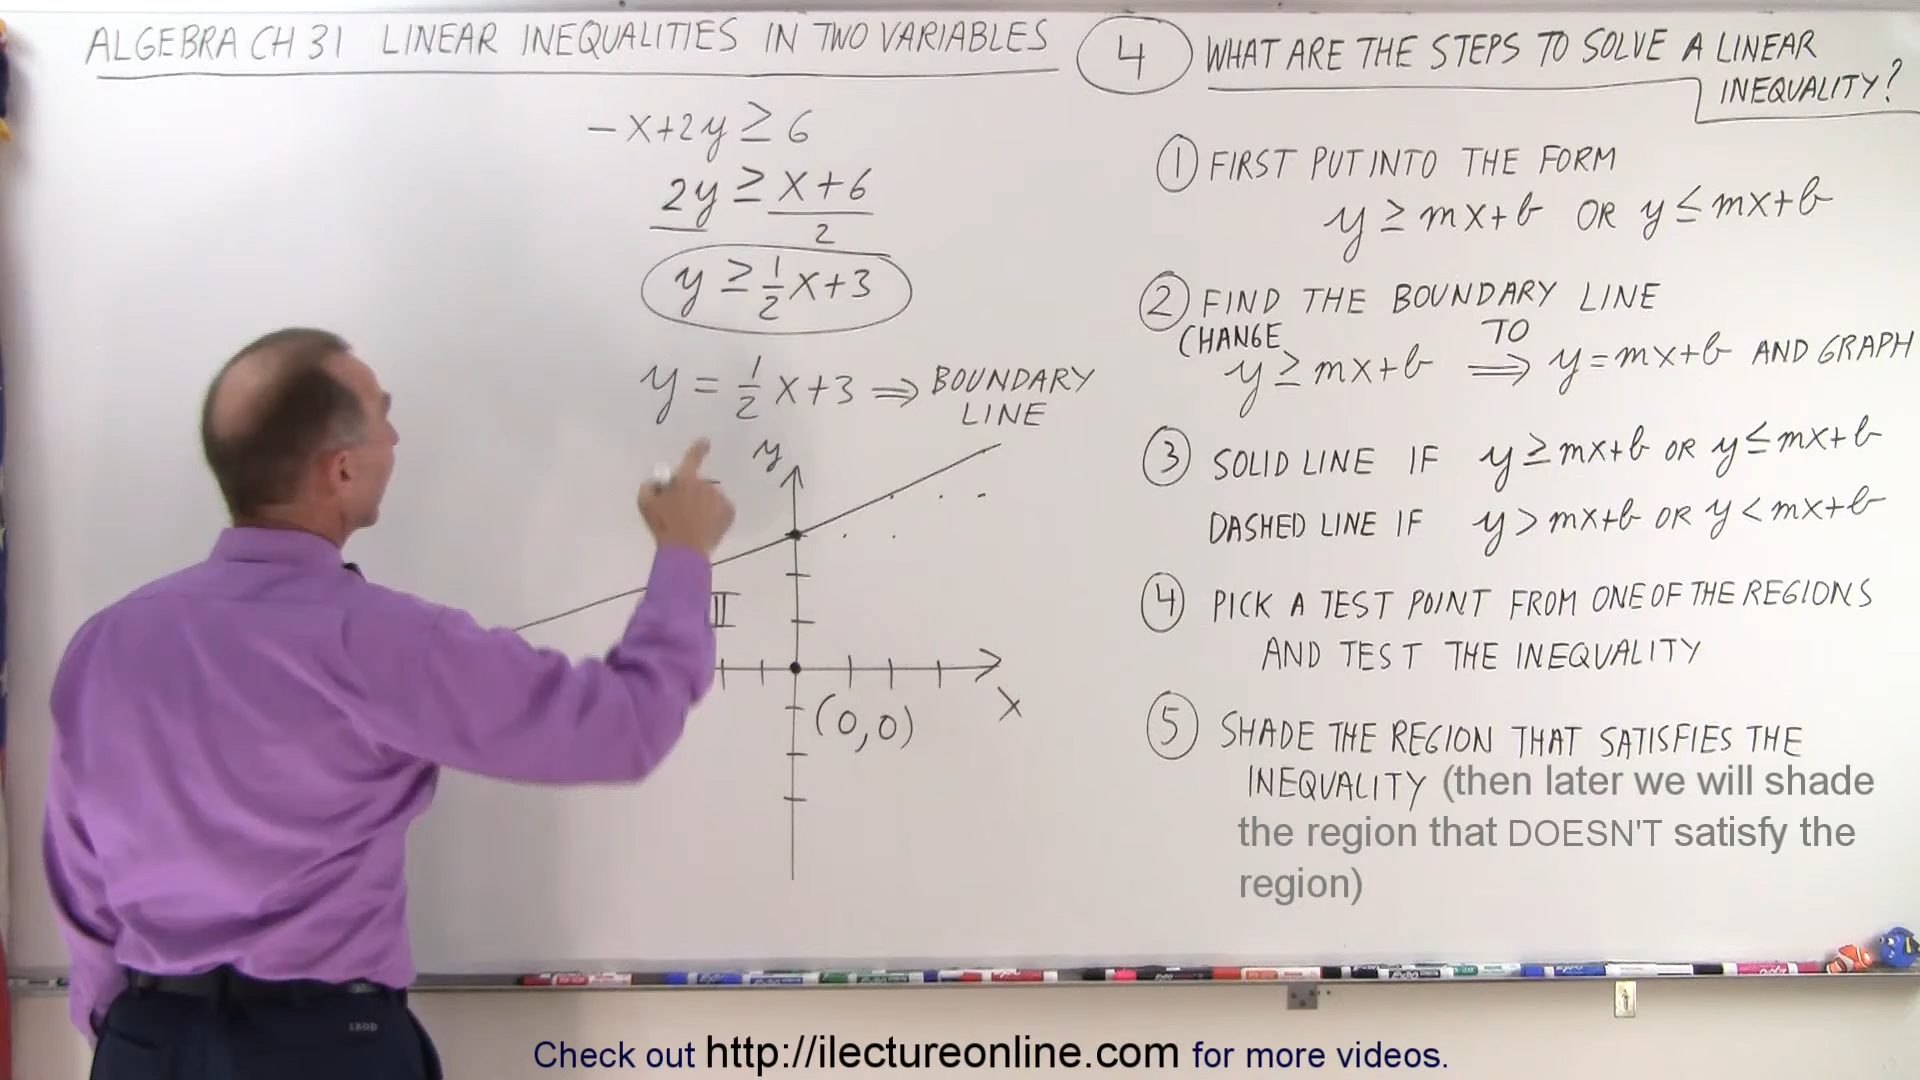 ALGEBRA CH 31 LINEAR INEQUALITIES IN TWO VARIABLES
-x+2y ≥ 6
2y ≥ x+6
2
y ≥ 1/2 x+3
y = 1/2 x+3 ⇒ BOUNDARY
LINE
y
II
x
(0,0)
4 WHAT ARE THE STEPS TO SOLVE A LINEAR
INEQUALITY?
1 FIRST PUT INTO THE FORM
y ≥ mx+b OR y ≤ mx+b
2 FIND THE BOUNDARY LINE
CHANGE y ≥ mx+b TO ⇒ y = mx+b AND GRAPH
3 SOLID LINE IF y ≥ mx+b OR y ≤ mx+b
DASHED LINE IF y > mx+b OR y < mx+b
4 PICK A TEST POINT FROM ONE OF THE REGIONS
AND TEST THE INEQUALITY
5 SHADE THE REGION THAT SATISFIES THE
INEQUALITY (then later we will shade
the region that DOESN'T satisfy the
region)
Check out http://ilectureonline.com for more videos.